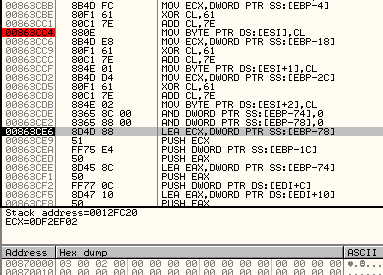 00863CBB 8B4D FC MOV ECX,DWORD PTR SS:[EBP-4]
00863CBE 80F1 61 XOR CL,61
00863CC1 80C1 7E ADD CL,7E
00863CC4 880E MOV BYTE PTR DS:[ESI],CL
00863CC6 8B4D E8 MOV ECX,DWORD PTR SS:[EBP-18]
00863CC9 80F1 61 XOR CL,61
00863CCC 80C1 7E ADD CL,7E
00863CCF 884E 01 MOV BYTE PTR DS:[ESI+1],CL
00863CD2 8B4D D4 MOV ECX,DWORD PTR SS:[EBP-2C]
00863CD5 80F1 61 XOR CL,61
00863CD8 80C1 7E ADD CL,7E
00863CDB 884E 02 MOV BYTE PTR DS:[ESI+2],CL
00863CDE 8365 8C 00 AND DWORD PTR SS:[EBP-74],0
00863CE2 8365 88 00 AND DWORD PTR SS:[EBP-78],0
00863CE6 8D4D 88 LEA ECX,DWORD PTR SS:[EBP-78]
00863CE9 51 PUSH ECX
00863CEA FF75 E4 PUSH DWORD PTR SS:[EBP-1C]
00863CED 50 PUSH EAX
00863CEE 8D45 8C LEA EAX,DWORD PTR SS:[EBP-74]
00863CF1 50 PUSH EAX
00863CF2 FF77 0C PUSH DWORD PTR DS:[EDI+C]
00863CF5 8D47 10 LEA EAX,DWORD PTR DS:[EDI+10]
00863CF8 50 PUSH EAX
Stack address=0012FC20
ECX=0DF2EF02
Address Hex dump ASCII
00870000